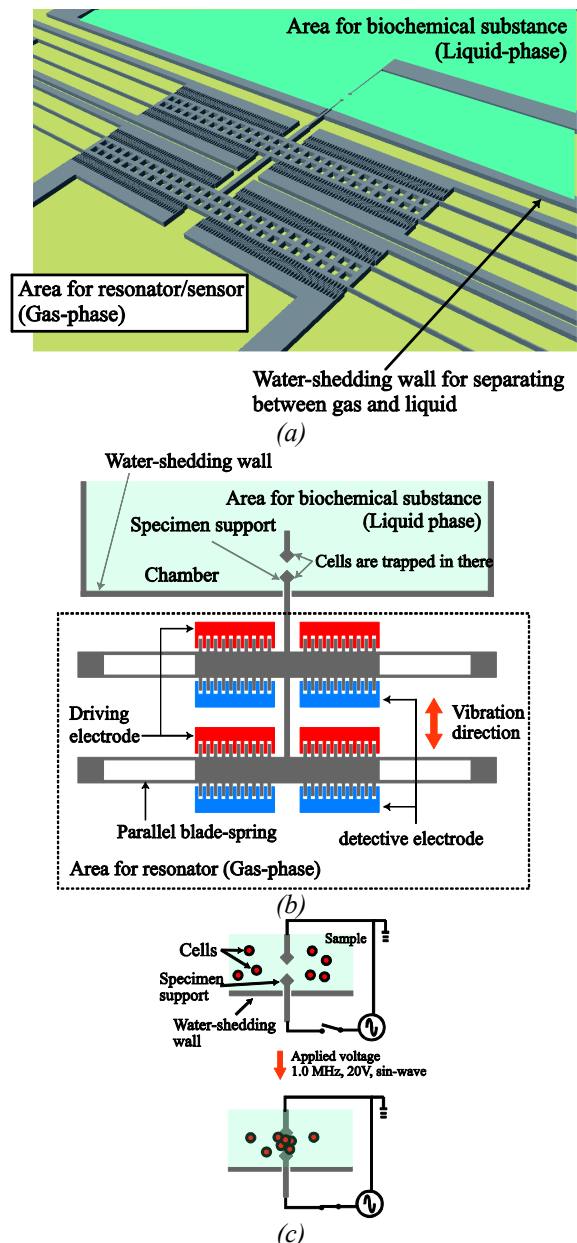 Area for biochemical substance
(Liquid-phase)
Area for resonator/sensor
(Gas-phase)
Water-shedding wall for separating
between gas and liquid
(a)
Water-shedding wall
Area for biochemical substance
(Liquid phase)
Specimen support
Cells are trapped in there
Chamber
Driving
electrode
Vibration
direction
Parallel blade-spring
detective electrode
Area for resonator (Gas-phase)
(b)
Sample
Cells
Specimen
support
Water-shedding
wall
Applied voltage
1.0 MHz, 20V, sin-wave
(c)